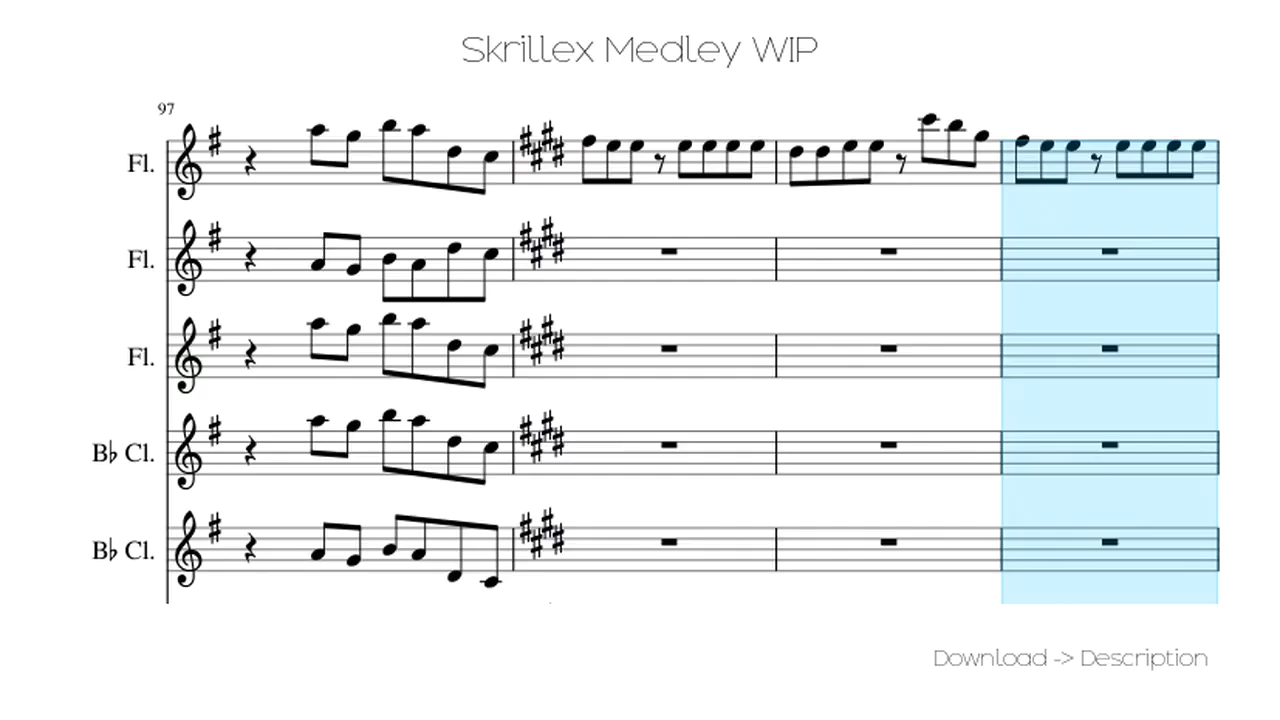 Skrillex Medley WIP
97
Fl.
Fl.
Fl.
B♭ Cl.
B♭ Cl.
Download -> Description